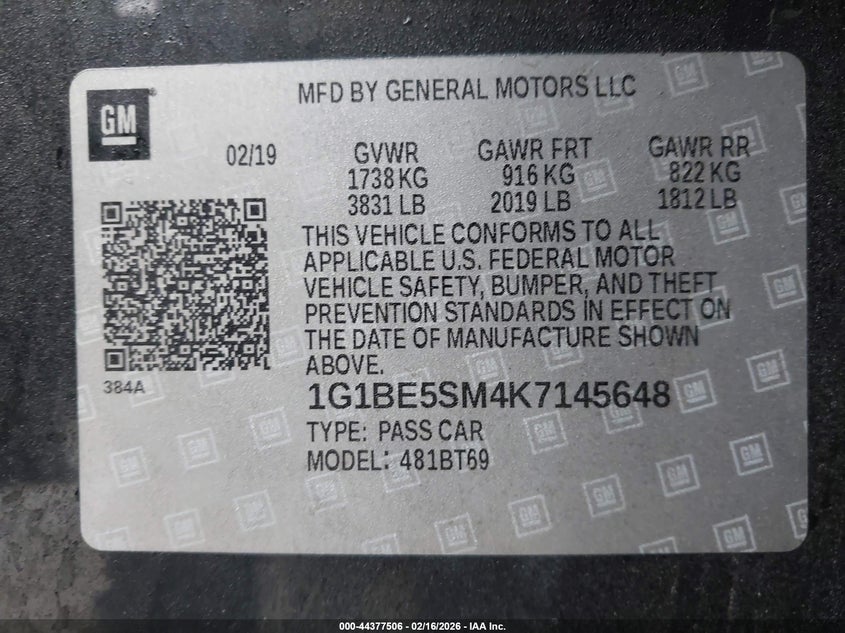 MFD BY GENERAL MOTORS LLC
GM
02/19
GVWR GAWR FRT GAWR RR
1738 KG 916 KG 822 KG
3831 LB 2019 LB 1812 LB
THIS VEHICLE CONFORMS TO ALL
APPLICABLE U.S. FEDERAL MOTOR
VEHICLE SAFETY, BUMPER, AND THEFT
PREVENTION STANDARDS IN EFFECT ON
THE DATE OF MANUFACTURE SHOWN
ABOVE.
384A
1G1BE5SM4K7145648
TYPE: PASS CAR
MODEL: 481BT69
000-44377506 - 02/16/2026 - IAA Inc.